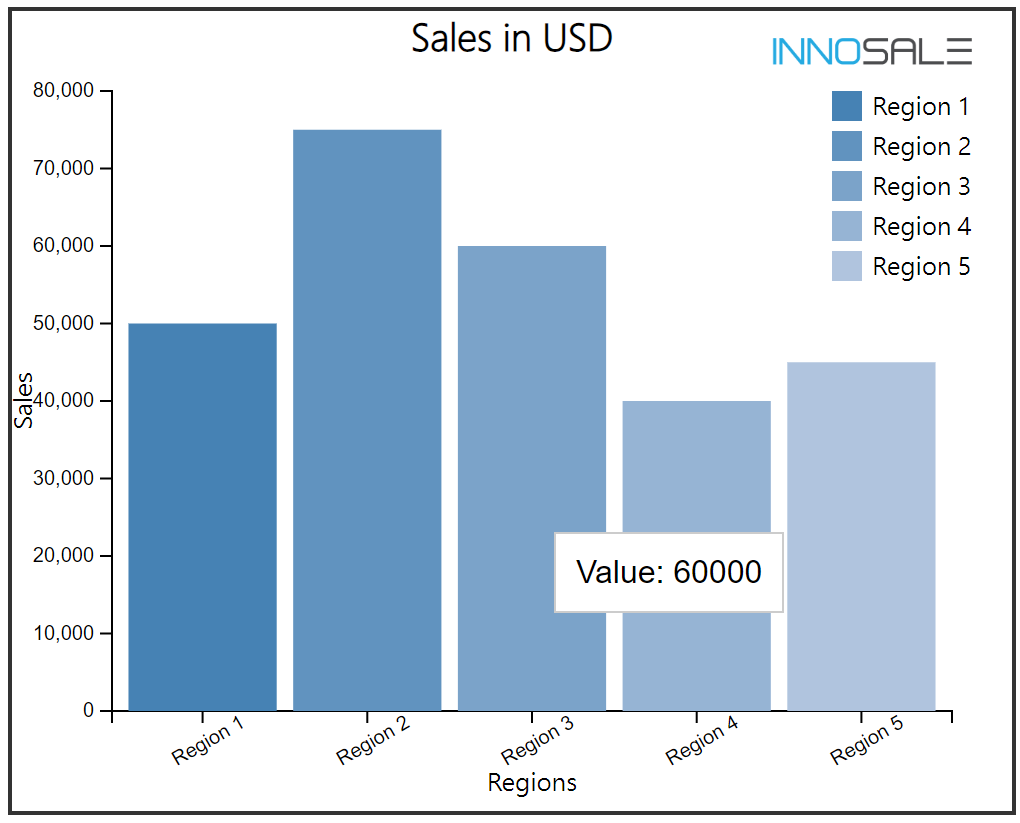 Sales in USD
INNOSALE
80,000
70,000
60,000
50,000
40,000
30,000
20,000
10,000
0
Sales
Region 1
Region 2
Region 3
Region 4
Region 5
Value: 60000
Region 1
Region 2
Region 3
Region 4
Region 5
Regions